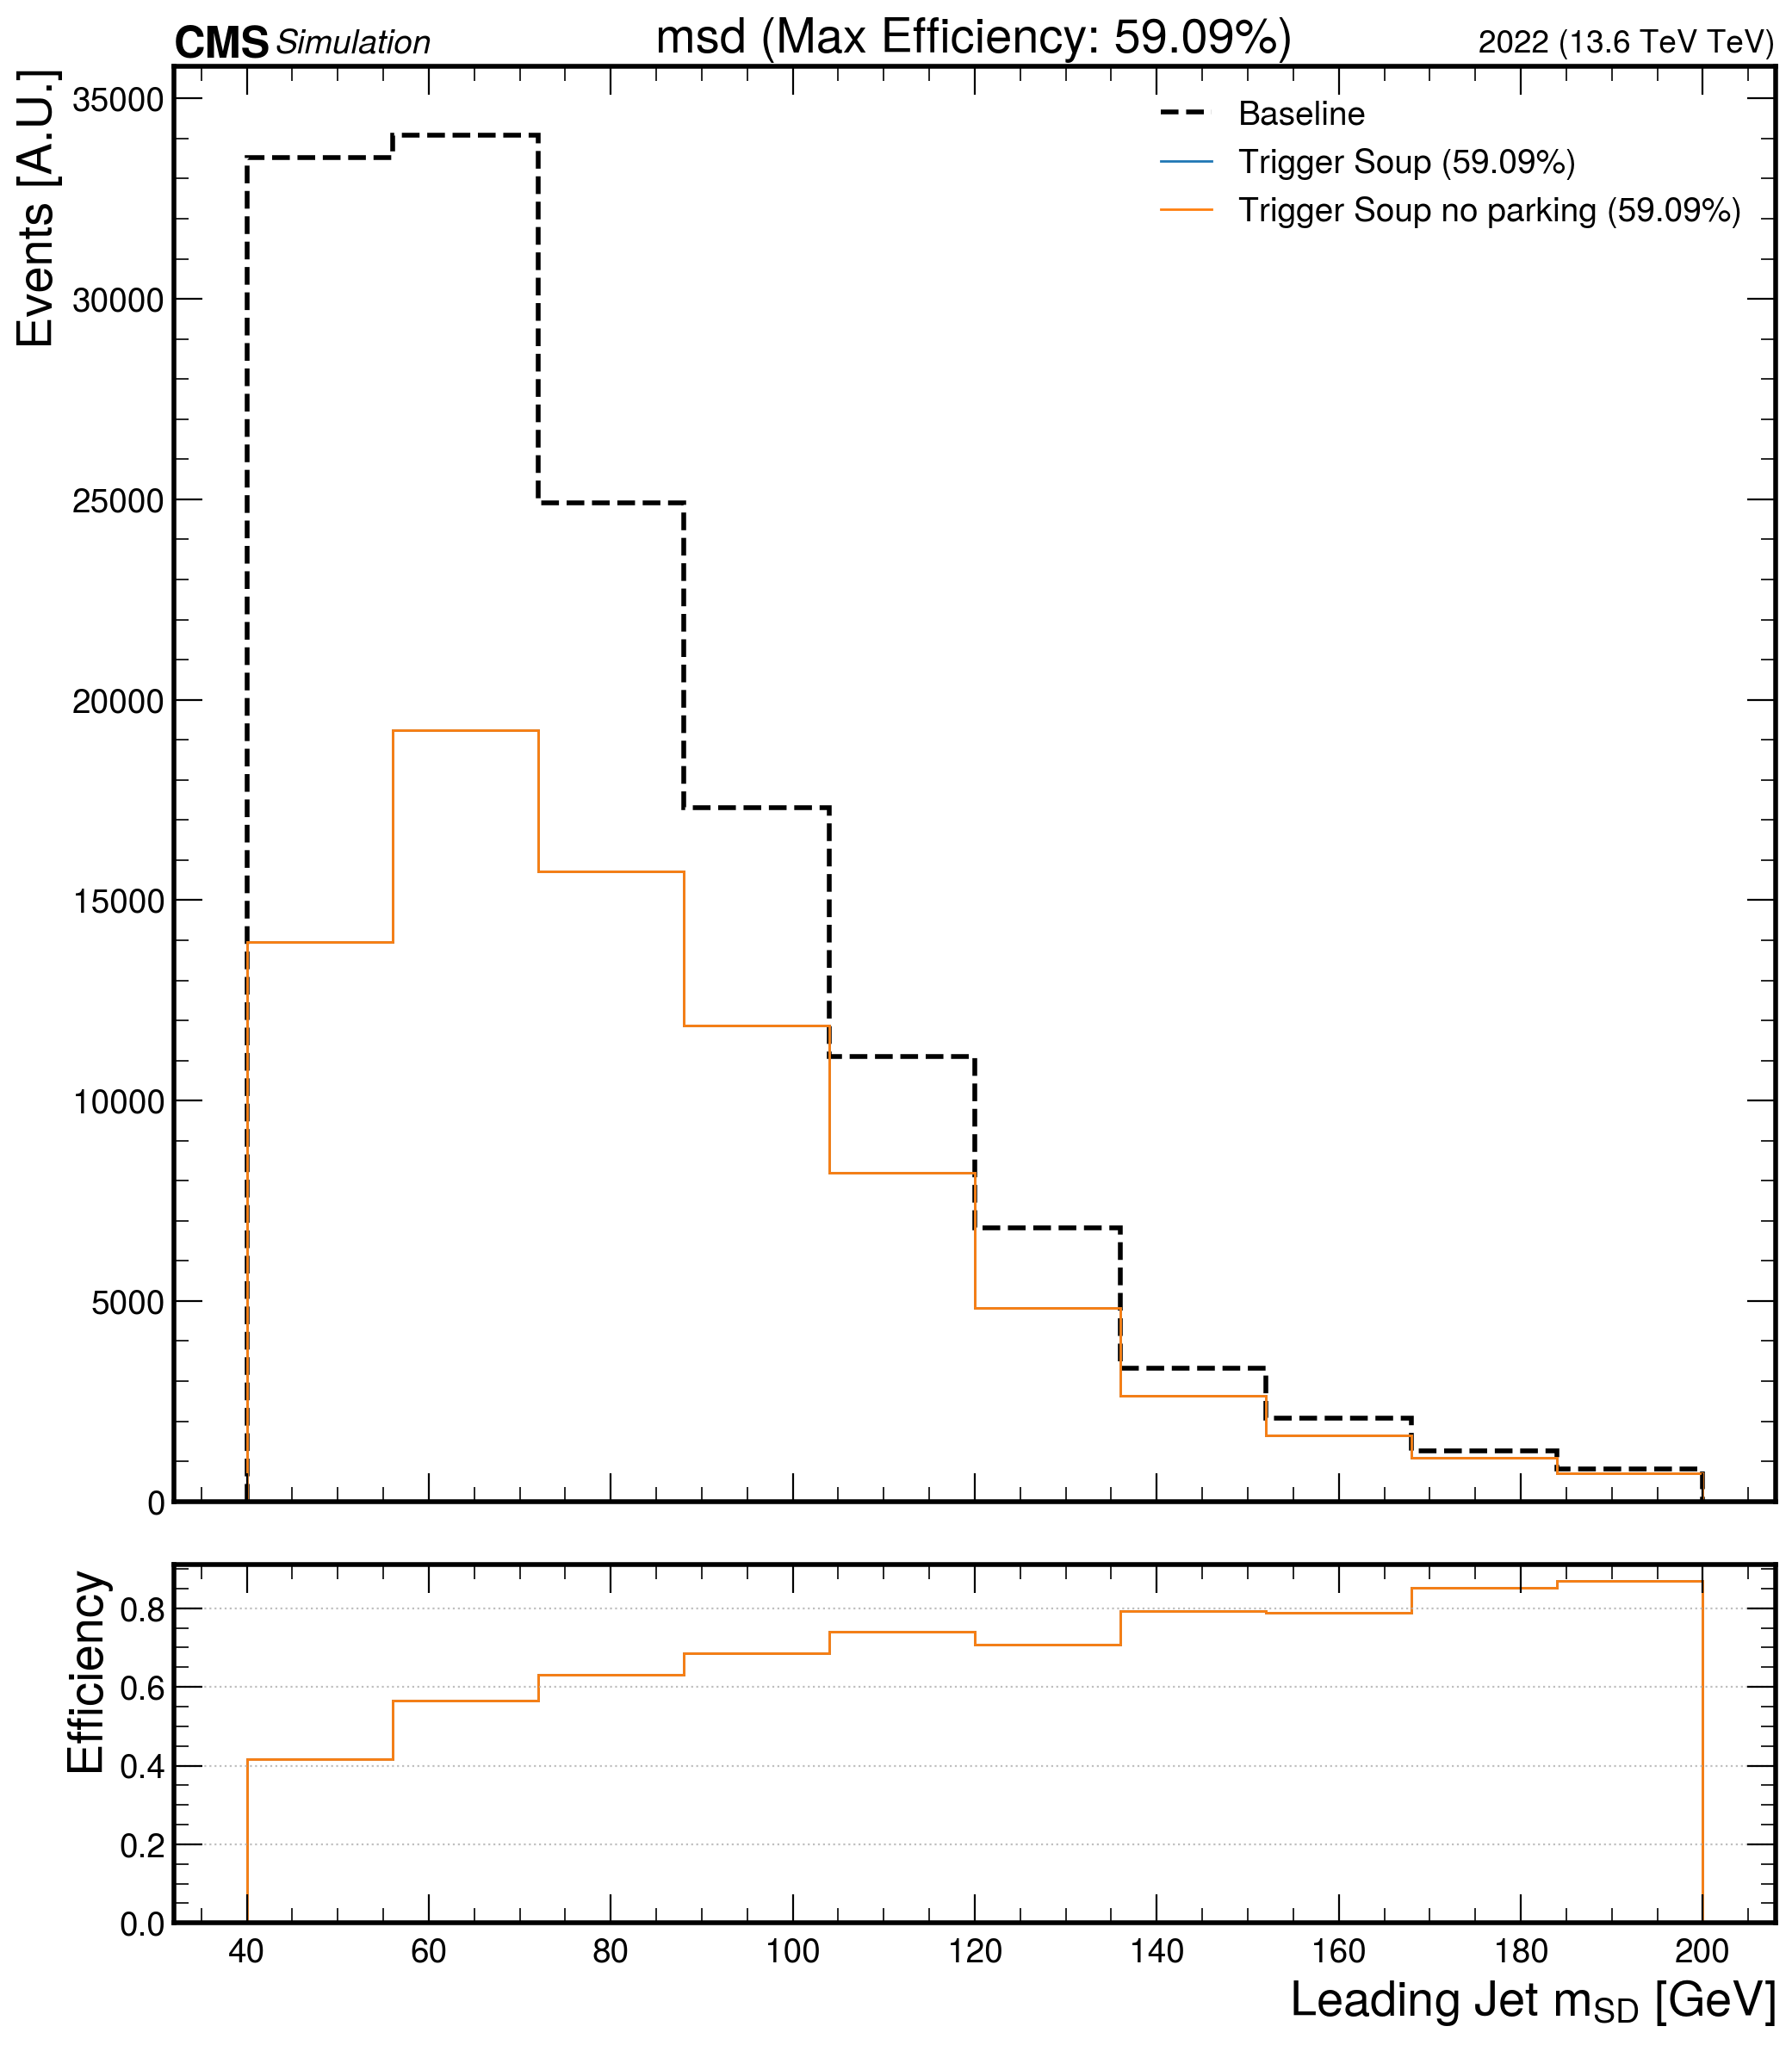 CMS Simulation msd (Max Efficiency: 59.09%) 2022 (13.6 TeV TeV)
Events [A.U.]
35000
30000
25000
20000
15000
10000
5000
0
Baseline
Trigger Soup (59.09%)
Trigger Soup no parking (59.09%)
Efficiency
0.8
0.6
0.4
0.2
0.0
40 60 80 100 120 140 160 180 200
Leading Jet m_SD [GeV]